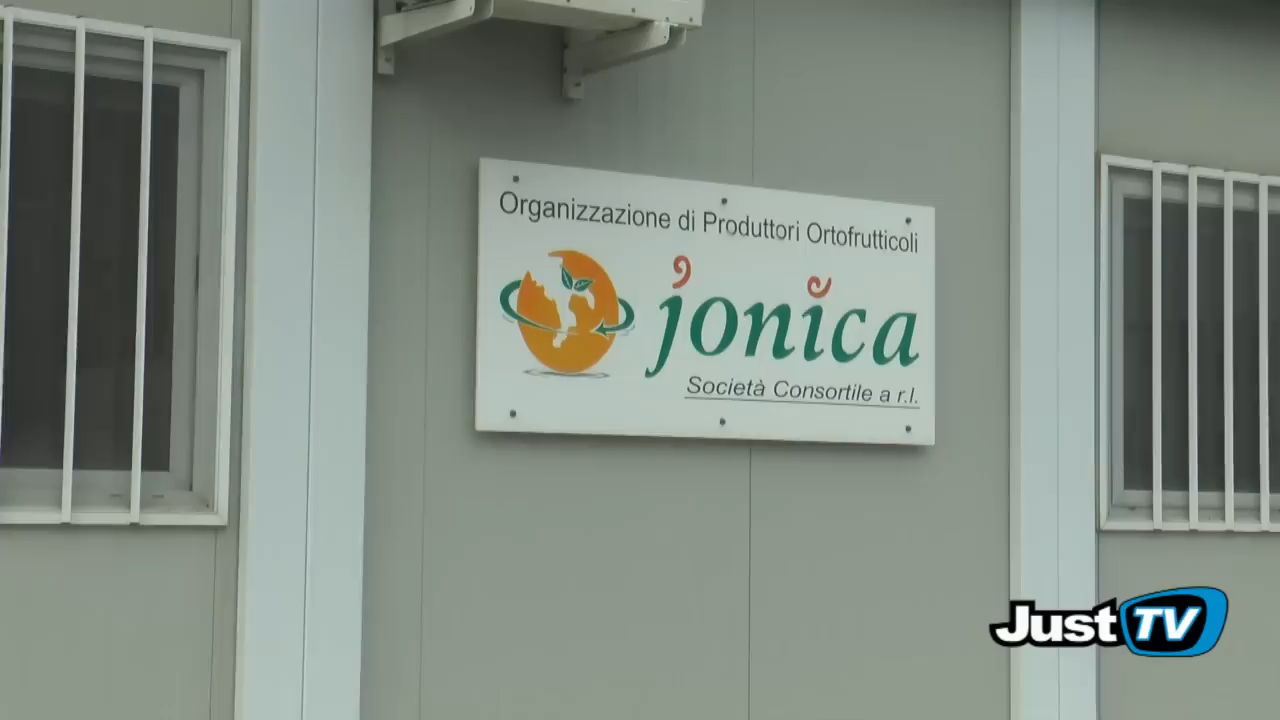 Organizzazione di Produttori Ortofrutticoli
jonica
Società Consortile a r.l.
Just TV